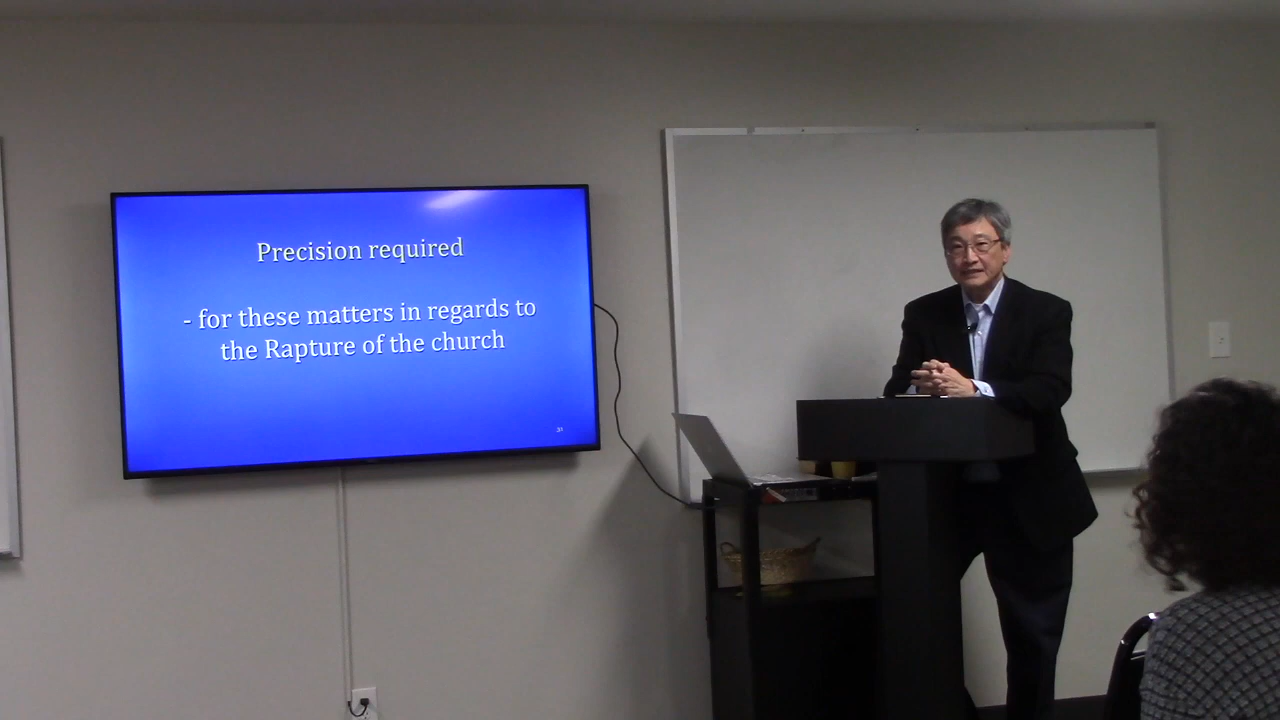 Precision required
- for these matters in regards to
the Rapture of the church